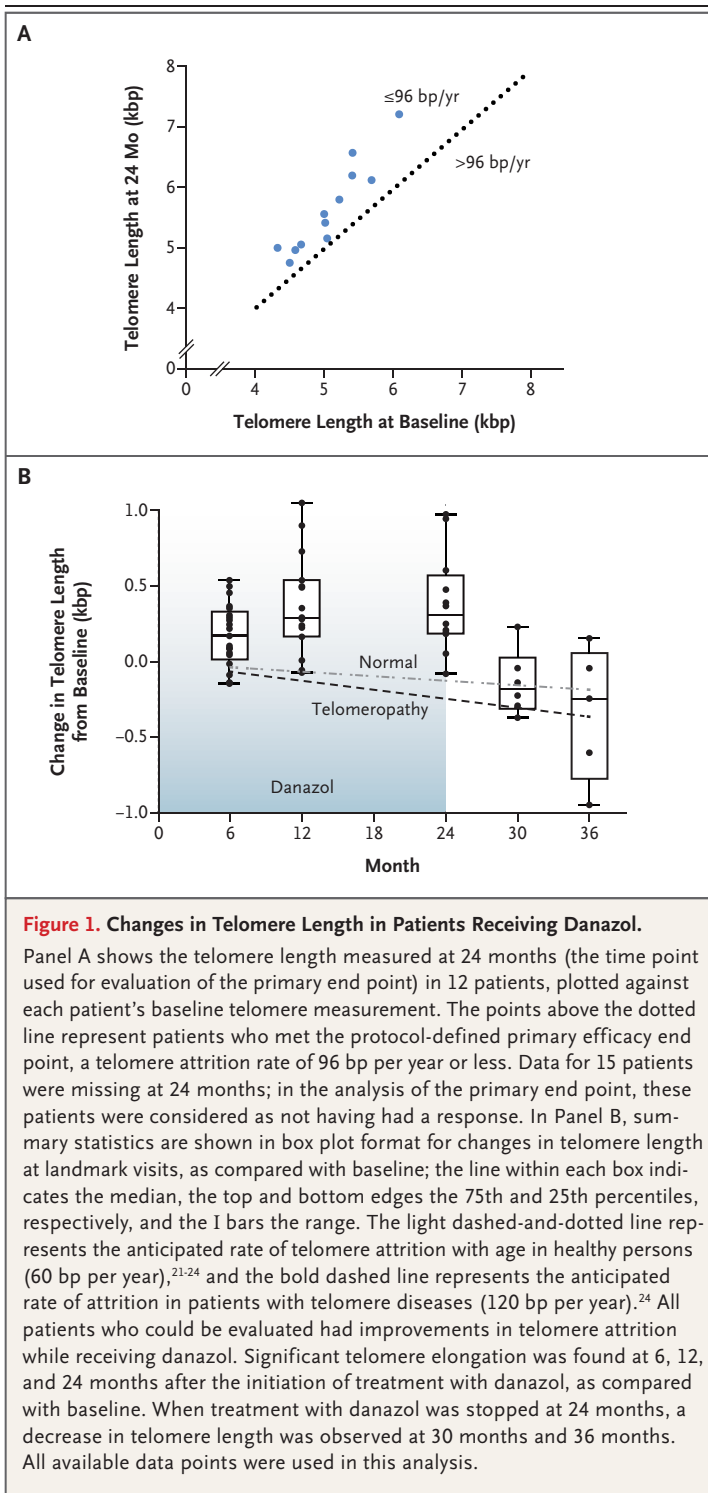 A
8
7
6
5
4
0
Telomere Length at 24 Mo (kbp)
≤96 bp/yr
>96 bp/yr
0 4 5 6 7 8
Telomere Length at Baseline (kbp)
B
1.0
0.5
0.0
−0.5
−1.0
Change in Telomere Length
from Baseline (kbp)
Normal
Telomeropathy
Danazol
0 6 12 18 24 30 36
Month
Figure 1. Changes in Telomere Length in Patients Receiving Danazol.
Panel A shows the telomere length measured at 24 months (the time point
used for evaluation of the primary end point) in 12 patients, plotted against
each patient’s baseline telomere measurement. The points above the dotted
line represent patients who met the protocol-defined primary efficacy end
point, a telomere attrition rate of 96 bp per year or less. Data for 15 patients
were missing at 24 months; in the analysis of the primary end point, these
patients were considered as not having had a response. In Panel B, sum-
mary statistics are shown in box plot format for changes in telomere length
at landmark visits, as compared with baseline; the line within each box indi-
cates the median, the top and bottom edges the 75th and 25th percentiles,
respectively, and the I bars the range. The light dashed-and-dotted line rep-
resents the anticipated rate of telomere attrition with age in healthy persons
(60 bp per year),21-24 and the bold dashed line represents the anticipated
rate of attrition in patients with telomere diseases (120 bp per year).24 All
patients who could be evaluated had improvements in telomere attrition
while receiving danazol. Significant telomere elongation was found at 6, 12,
and 24 months after the initiation of treatment with danazol, as compared
with baseline. When treatment with danazol was stopped at 24 months, a
decrease in telomere length was observed at 30 months and 36 months.
All available data points were used in this analysis.